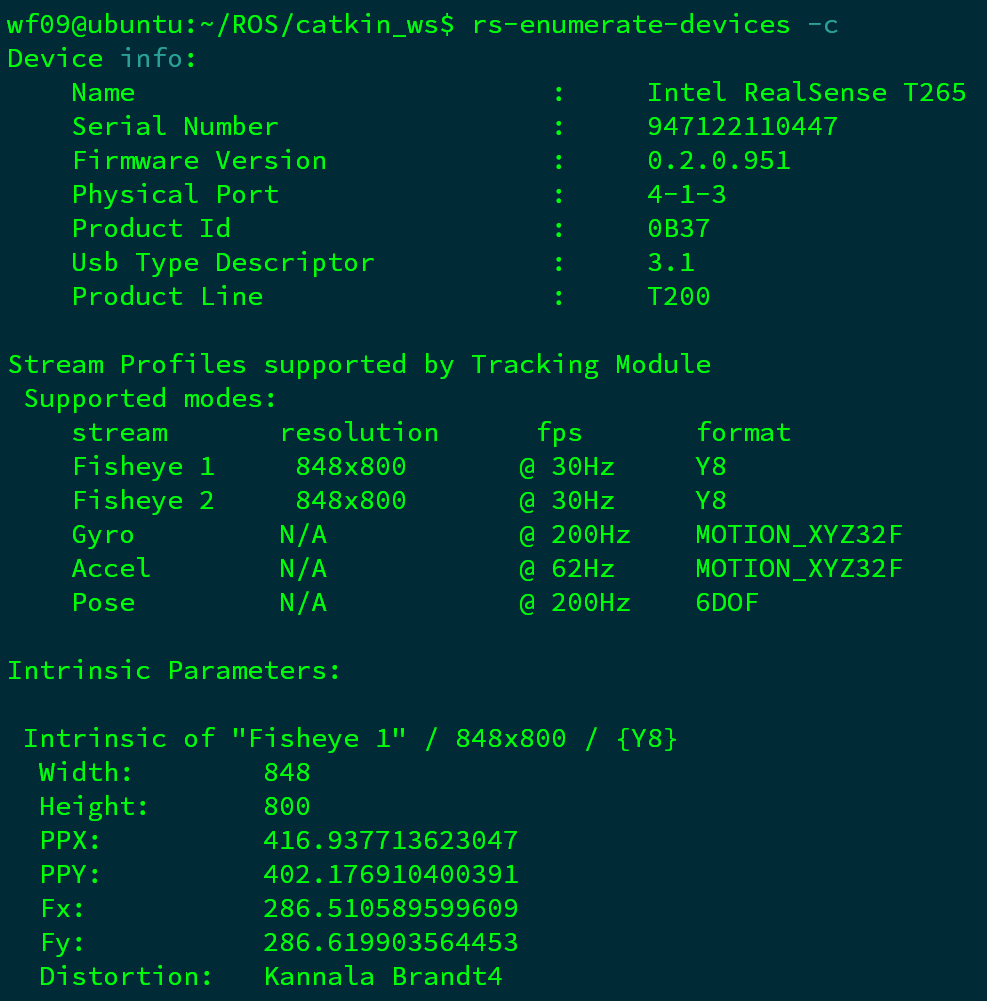 wf09@ubuntu:~/ROS/catkin_ws$ rs-enumerate-devices -c
Device info:
Name : Intel RealSense T265
Serial Number : 947122110447
Firmware Version : 0.2.0.951
Physical Port : 4-1-3
Product Id : 0B37
Usb Type Descriptor : 3.1
Product Line : T200
Stream Profiles supported by Tracking Module
Supported modes:
stream resolution fps format
Fisheye 1 848x800 @ 30Hz Y8
Fisheye 2 848x800 @ 30Hz Y8
Gyro N/A @ 200Hz MOTION_XYZ32F
Accel N/A @ 62Hz MOTION_XYZ32F
Pose N/A @ 200Hz 6DOF
Intrinsic Parameters:
Intrinsic of "Fisheye 1" / 848x800 / {Y8}
Width: 848
Height: 800
PPX: 416.937713623047
PPY: 402.176910400391
Fx: 286.510589599609
Fy: 286.619903564453
Distortion: Kannala Brandt4